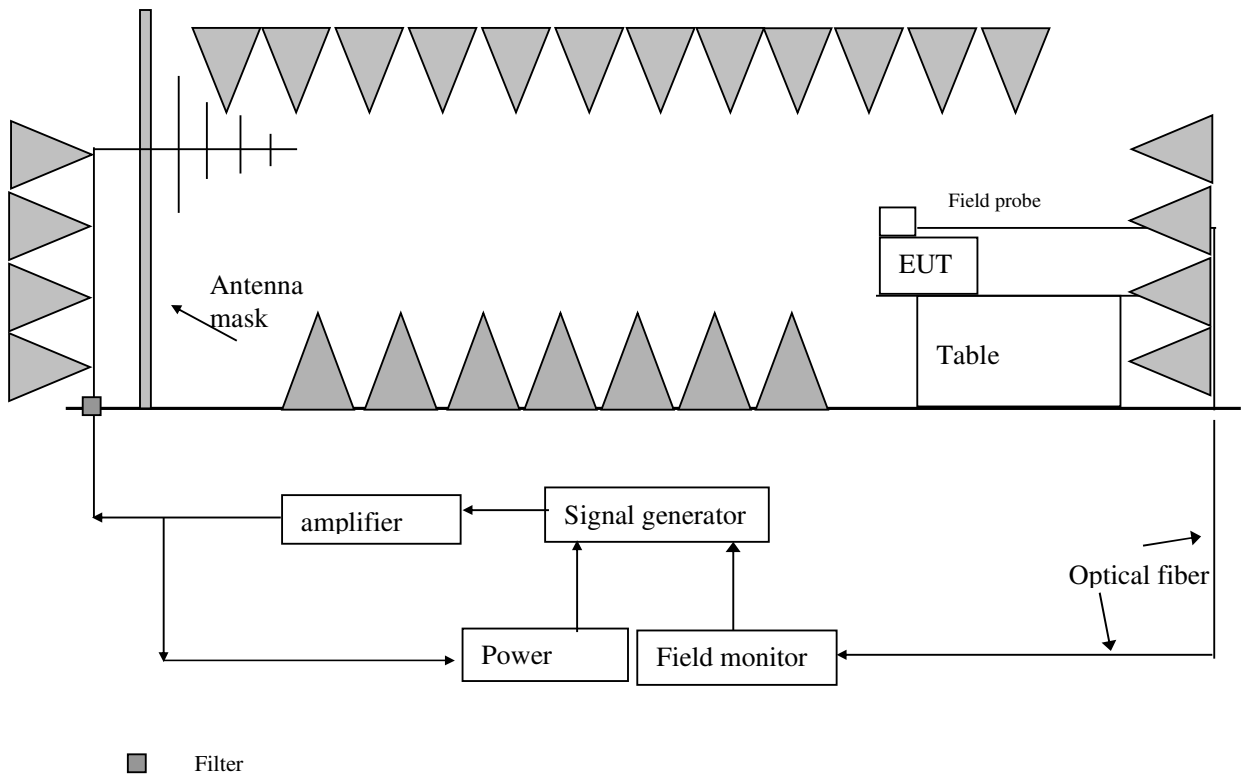 Field probe
EUT
Antenna
mask
Table
amplifier
Signal generator
Optical fiber
Power
Field monitor
Filter